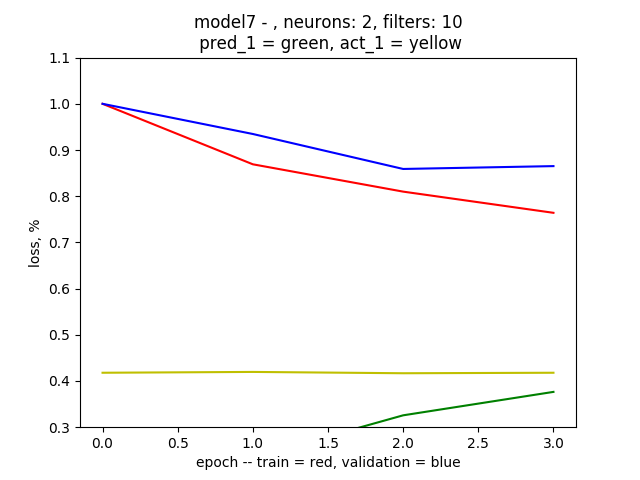 model7 - , neurons: 2, filters: 10
pred_1 = green, act_1 = yellow
1.1
1.0
0.9
0.8
0.7
0.6
0.5
0.4
0.3
loss, %
0.0 0.5 1.0 1.5 2.0 2.5 3.0
epoch -- train = red, validation = blue